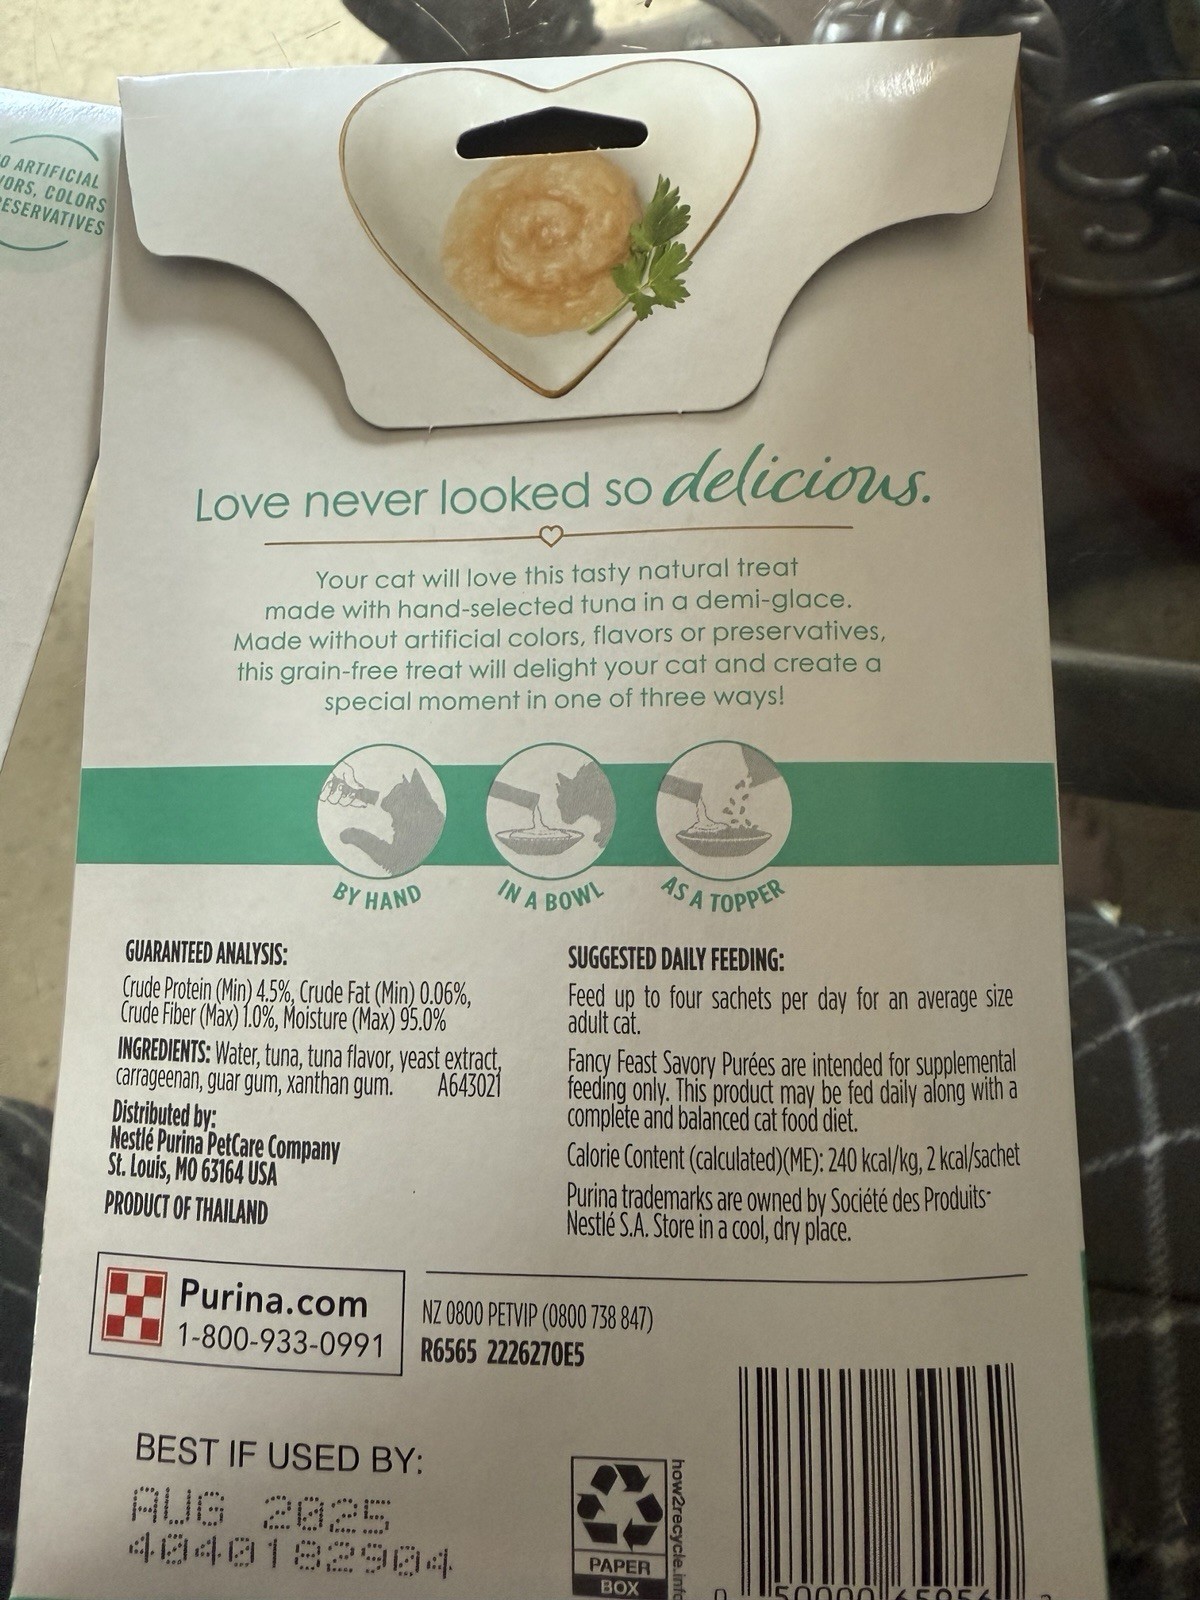 O ARTIFICIAL
ORS, COLORS
RESERVATIVES
Love never looked so delicious.
Your cat will love this tasty natural treat
made with hand-selected tuna in a demi-glace.
Made without artificial colors, flavors or preservatives,
this grain-free treat will delight your cat and create a
special moment in one of three ways!
BY HAND
IN A BOWL
AS A TOPPER
GUARANTEED ANALYSIS:
Crude Protein (Min) 4.5%, Crude Fat (Min) 0.06%,
Crude Fiber (Max) 1.0%, Moisture (Max) 95.0%
INGREDIENTS: Water, tuna, tuna flavor, yeast extract,
carrageenan, guar gum, xanthan gum. A643021
Distributed by:
Nestlé Purina PetCare Company
St. Louis, MO 63164 USA
PRODUCT OF THAILAND
SUGGESTED DAILY FEEDING:
Feed up to four sachets per day for an average size
adult cat.
Fancy Feast Savory Purées are intended for supplemental
feeding only. This product may be fed daily along with a
complete and balanced cat food diet.
Calorie Content (calculated)(ME): 240 kcal/kg, 2 kcal/sachet
Purina trademarks are owned by Société des Produits
Nestlé S.A. Store in a cool, dry place.
Purina.com
1-800-933-0991
NZ 0800 PETVIP (0800 738 847)
R6565 2226270E5
BEST IF USED BY:
AUG 2025
4040182904
PAPER
BOX
how2recycle.info